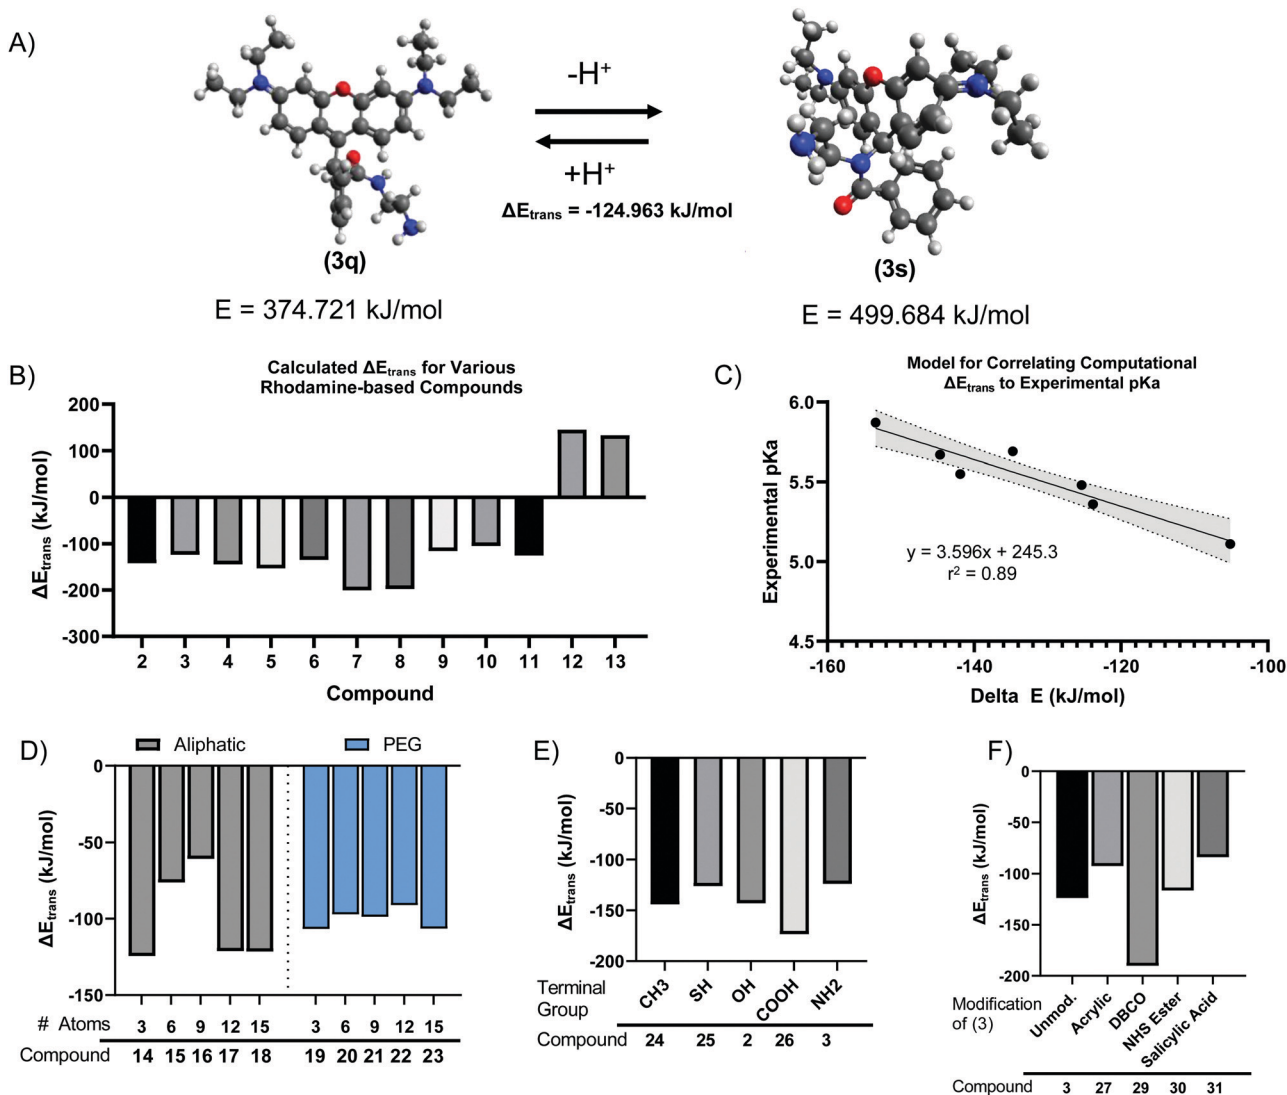 A)
-H⁺
+H⁺
ΔEtrans = -124.963 kJ/mol
(3q)
(3s)
E = 374.721 kJ/mol
E = 499.684 kJ/mol
B)
Calculated ΔEtrans for Various
Rhodamine-based Compounds
ΔEtrans (kJ/mol)
200
100
0
-100
-200
-300
2 3 4 5 6 7 8 9 10 11 12 13
Compound
C)
Model for Correlating Computational
ΔEtrans to Experimental pKa
Experimental pKa
6.0
5.5
5.0
4.5
y = 3.596x + 245.3
r² = 0.89
-160 -140 -120 -100
Delta E (kJ/mol)
D)
Aliphatic
PEG
ΔEtrans (kJ/mol)
0
-50
-100
-150
# Atoms 3 6 9 12 15 3 6 9 12 15
Compound 14 15 16 17 18 19 20 21 22 23
E)
ΔEtrans (kJ/mol)
0
-50
-100
-150
-200
Terminal
Group
CH3 SH OH COOH NH2
Compound 24 25 2 26 3
F)
ΔEtrans (kJ/mol)
0
-50
-100
-150
-200
Modification
of (3)
Unmod. Acrylic DBCO NHS Ester Salicylic Acid
Compound 3 27 29 30 31